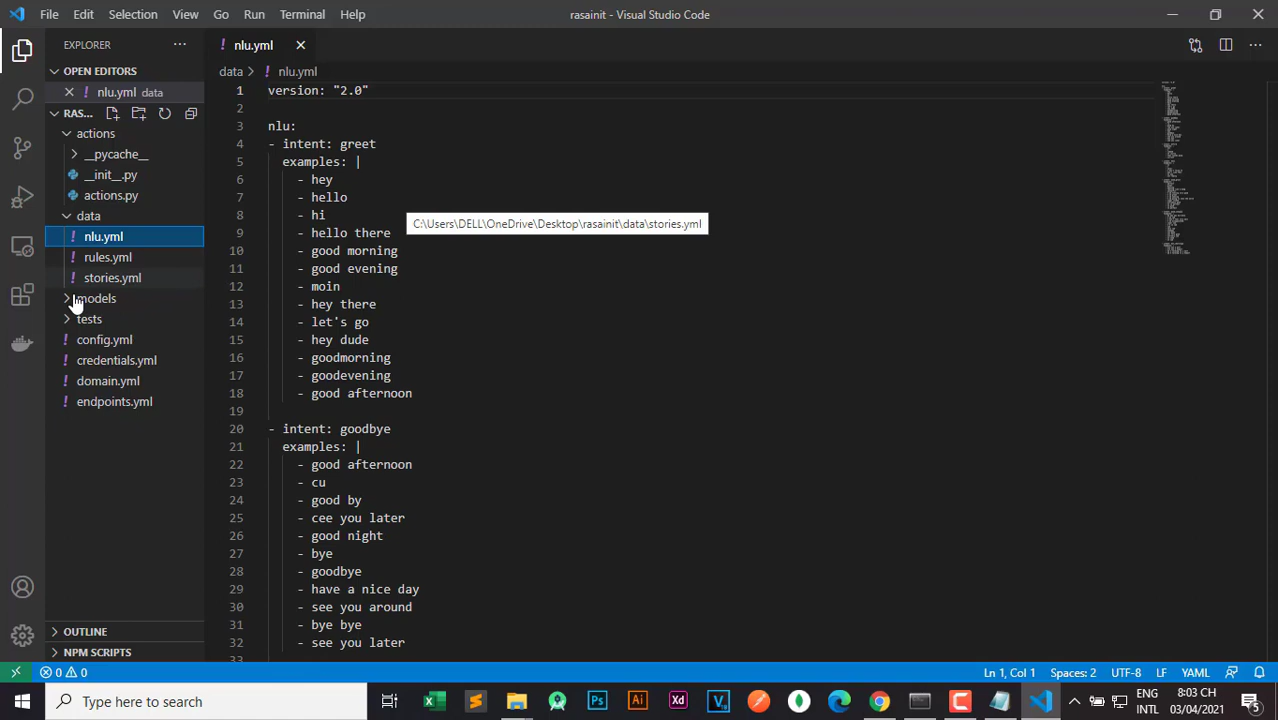 File Edit Selection View Go Run Terminal Help
rasainit - Visual Studio Code
EXPLORER
OPEN EDITORS
nlu.yml data
RAS...
actions
__pycache__
__init__.py
actions.py
data
nlu.yml
rules.yml
stories.yml
models
tests
config.yml
credentials.yml
domain.yml
endpoints.yml
OUTLINE
NPM SCRIPTS
nlu.yml
data > nlu.yml
1 version: "2.0"
2
3 nlu:
4 - intent: greet
5 examples: |
6 - hey
7 - hello
8 - hi
C:\Users\DELL\OneDrive\Desktop\rasainit\data\stories.yml
9 - hello there
10 - good morning
11 - good evening
12 - moin
13 - hey there
14 - let's go
15 - hey dude
16 - goodmorning
17 - goodevening
18 - good afternoon
19
20 - intent: goodbye
21 examples: |
22 - good afternoon
23 - cu
24 - good by
25 - cee you later
26 - good night
27 - bye
28 - goodbye
29 - have a nice day
30 - see you around
31 - bye bye
32 - see you later
33
0 0
Ln 1, Col 1 Spaces: 2 UTF-8 LF YAML
Type here to search
Ps Ai Xd
ENG
INTL
8:03 CH
03/04/2021
5